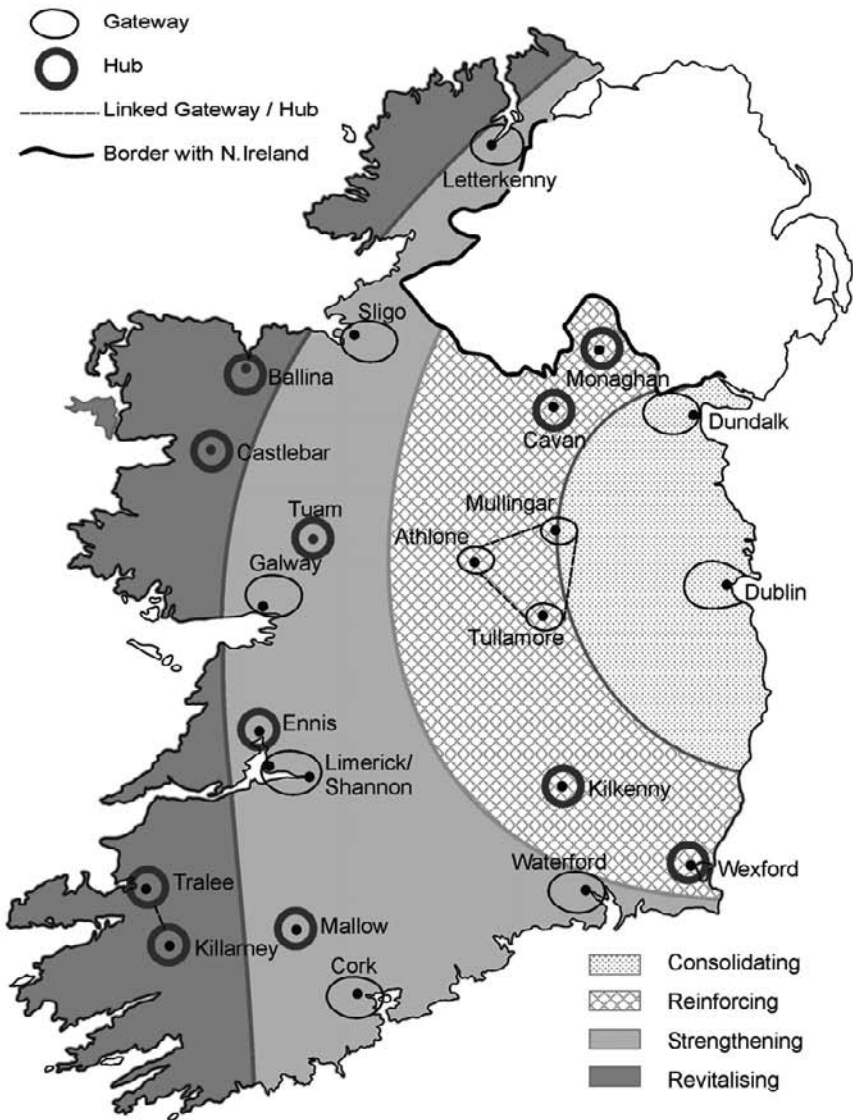 Gateway
Hub
Linked Gateway / Hub
Border with N.Ireland
Letterkenny
Sligo
Ballina
Monaghan
Cavan
Dundalk
Castlebar
Tuam
Mullingar
Athlone
Galway
Dublin
Tullamore
Ennis
Limerick/
Shannon
Kilkenny
Waterford
Wexford
Tralee
Mallow
Killarney
Cork
Consolidating
Reinforcing
Strengthening
Revitalising